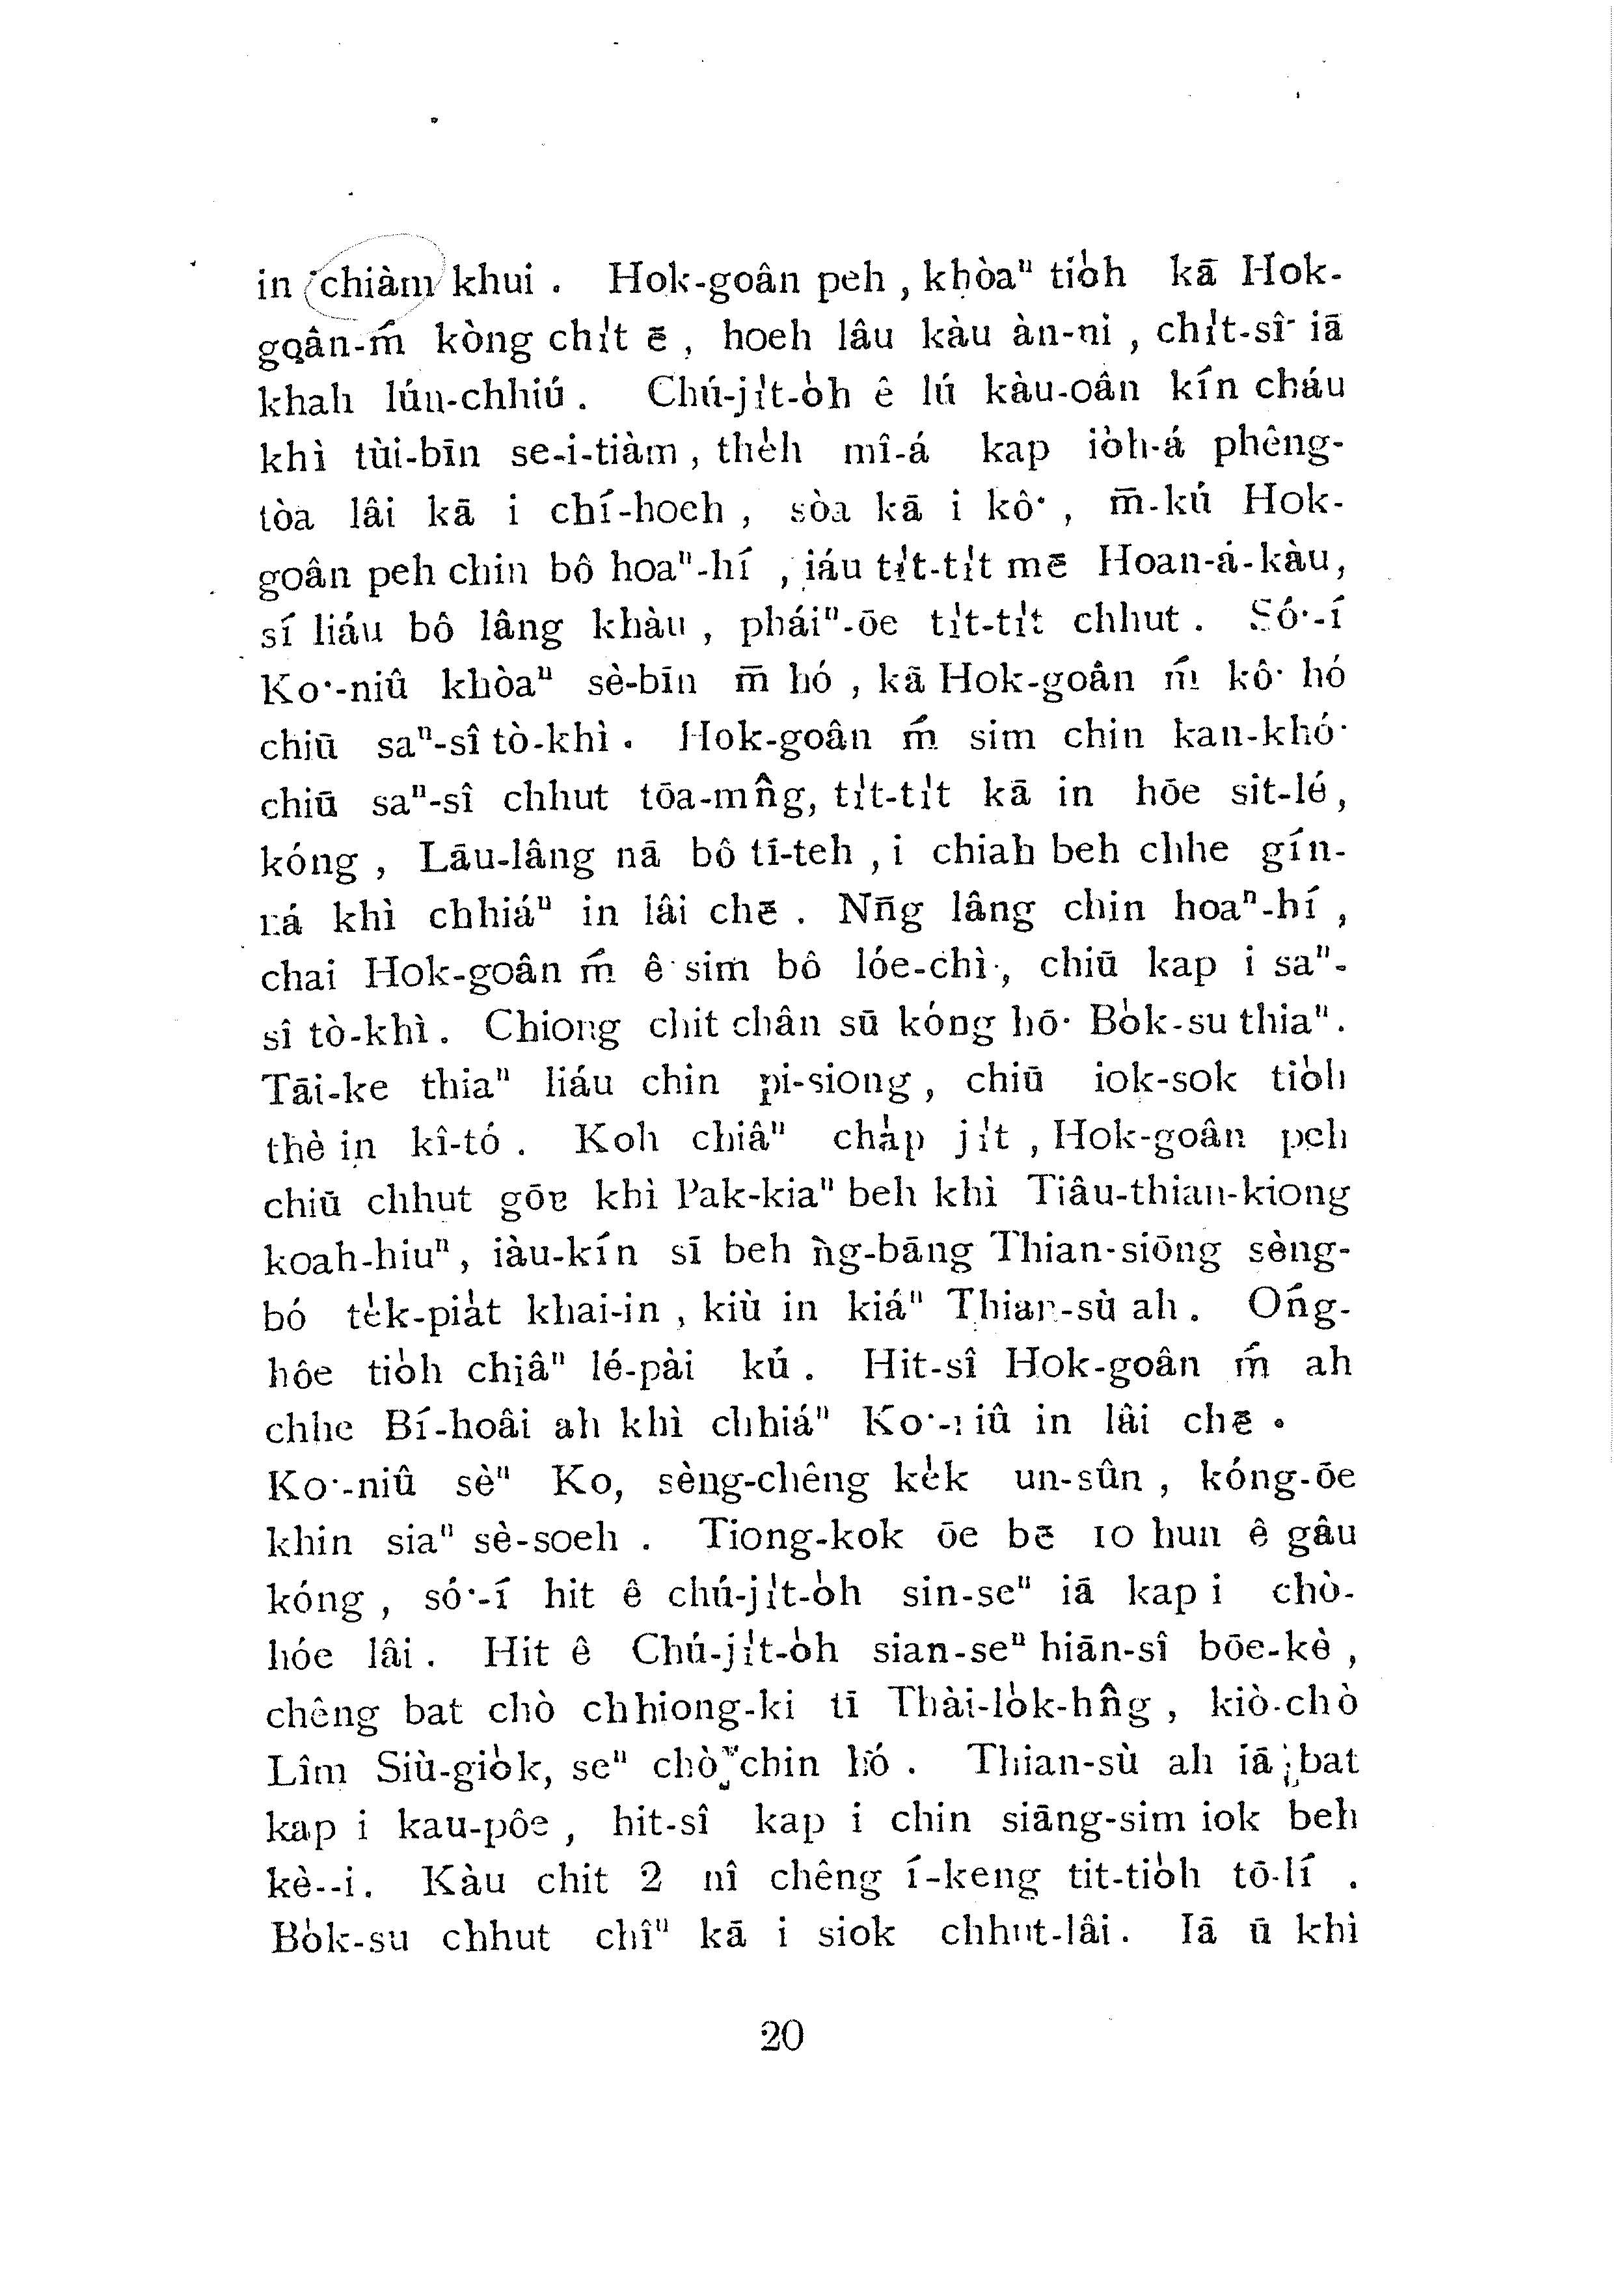 in chiàm khui . Hok-goân peh , khòaⁿ tio̍h kā Hok-
goân-ḿ kòng chi̍t ē , hoeh lâu kàu àn-ni , chi̍t-sî iā
khah lún-chhiú . Chú-ji̍t-o̍h ê lú kàu-oân kín cháu
khì tùi-bīn se-i-tiàm , the̍h mî-á kap io̍h-á phêng-
tòa lâi kā i chí-hoeh , sòa kā i kô͘ , m̄-kú Hok-
goân peh chin bô hoaⁿ-hí , iáu ti̍t-ti̍t mē Hoan-á-kàu,
sí liáu bô lâng khàu , pháiⁿ-ōe ti̍t-ti̍t chhut . Só͘-í
Ko͘-niû khòaⁿ sè-bīn m̄ hó , kā Hok-goân ḿ kô͘ hó
chiū saⁿ-sî tò-khì . Hok-goân ḿ sim chin kan-khó͘
chiū saⁿ-sî chhut tōa-mn̂g, ti̍t-ti̍t kā in hōe sit-lé ,
kóng , Lāu-lâng nā bô tī-teh , i chiah beh chhe gín-
ná khì chhiáⁿ in lâi chē . Nn̄g lâng chin hoaⁿ-hí ,
chai Hok-goân ḿ ê sim bô lóe-chì , chiū kap i saⁿ-
sî tò-khì . Chiong chit chân sū kóng hō͘ Bo̍k-su thiaⁿ .
Tāi-ke thiaⁿ liáu chin pi-siong , chiū iok-sok tio̍h
thè in kî-tó . Koh chiâⁿ cha̍p ji̍t , Hok-goân peh
chiū chhut gōe khì Pak-kiaⁿ beh khì Tiâu-thian-kiong
koah-hiuⁿ , iàu-kín sī beh ǹg-bāng Thian-siōng sèng-
bó te̍k-pia̍t khai-in , kiù in kiáⁿ Thian-sù ah . Óng-
hôe tio̍h chiâⁿ lé-pài kú . Hit-sî Hok-goân ḿ ah
chhe Bí-hoâi ah khì chhiáⁿ Ko͘-niû in lâi chē .
Ko͘-niû sèⁿ Ko, sèng-chêng ke̍k un-sûn , kóng-ōe
khin siaⁿ sè-soeh . Tiong-kok ōe bē 10 hun ê gâu
kóng , só͘-í hit ê chú-ji̍t-o̍h sin-seⁿ iā kap i chò-
hóe lâi . Hit ê Chú-ji̍t-o̍h sian-seⁿ hiān-sî bōe-kè ,
chêng bat chò chhiong-ki tī Thài-lo̍k-hn̂g , kiò-chò
Lîm Siù-gio̍k, seⁿ chò chin hó . Thian-sù ah iā bat
kap i kau-pôe , hit-sî kap i chin siāng-sim iok beh
kè--i . Kàu chit 2 nî chêng í-keng tit-tio̍h tō-lí .
Bo̍k-su chhut chîⁿ kā i siok chhut-lâi . Iā ū khì
20